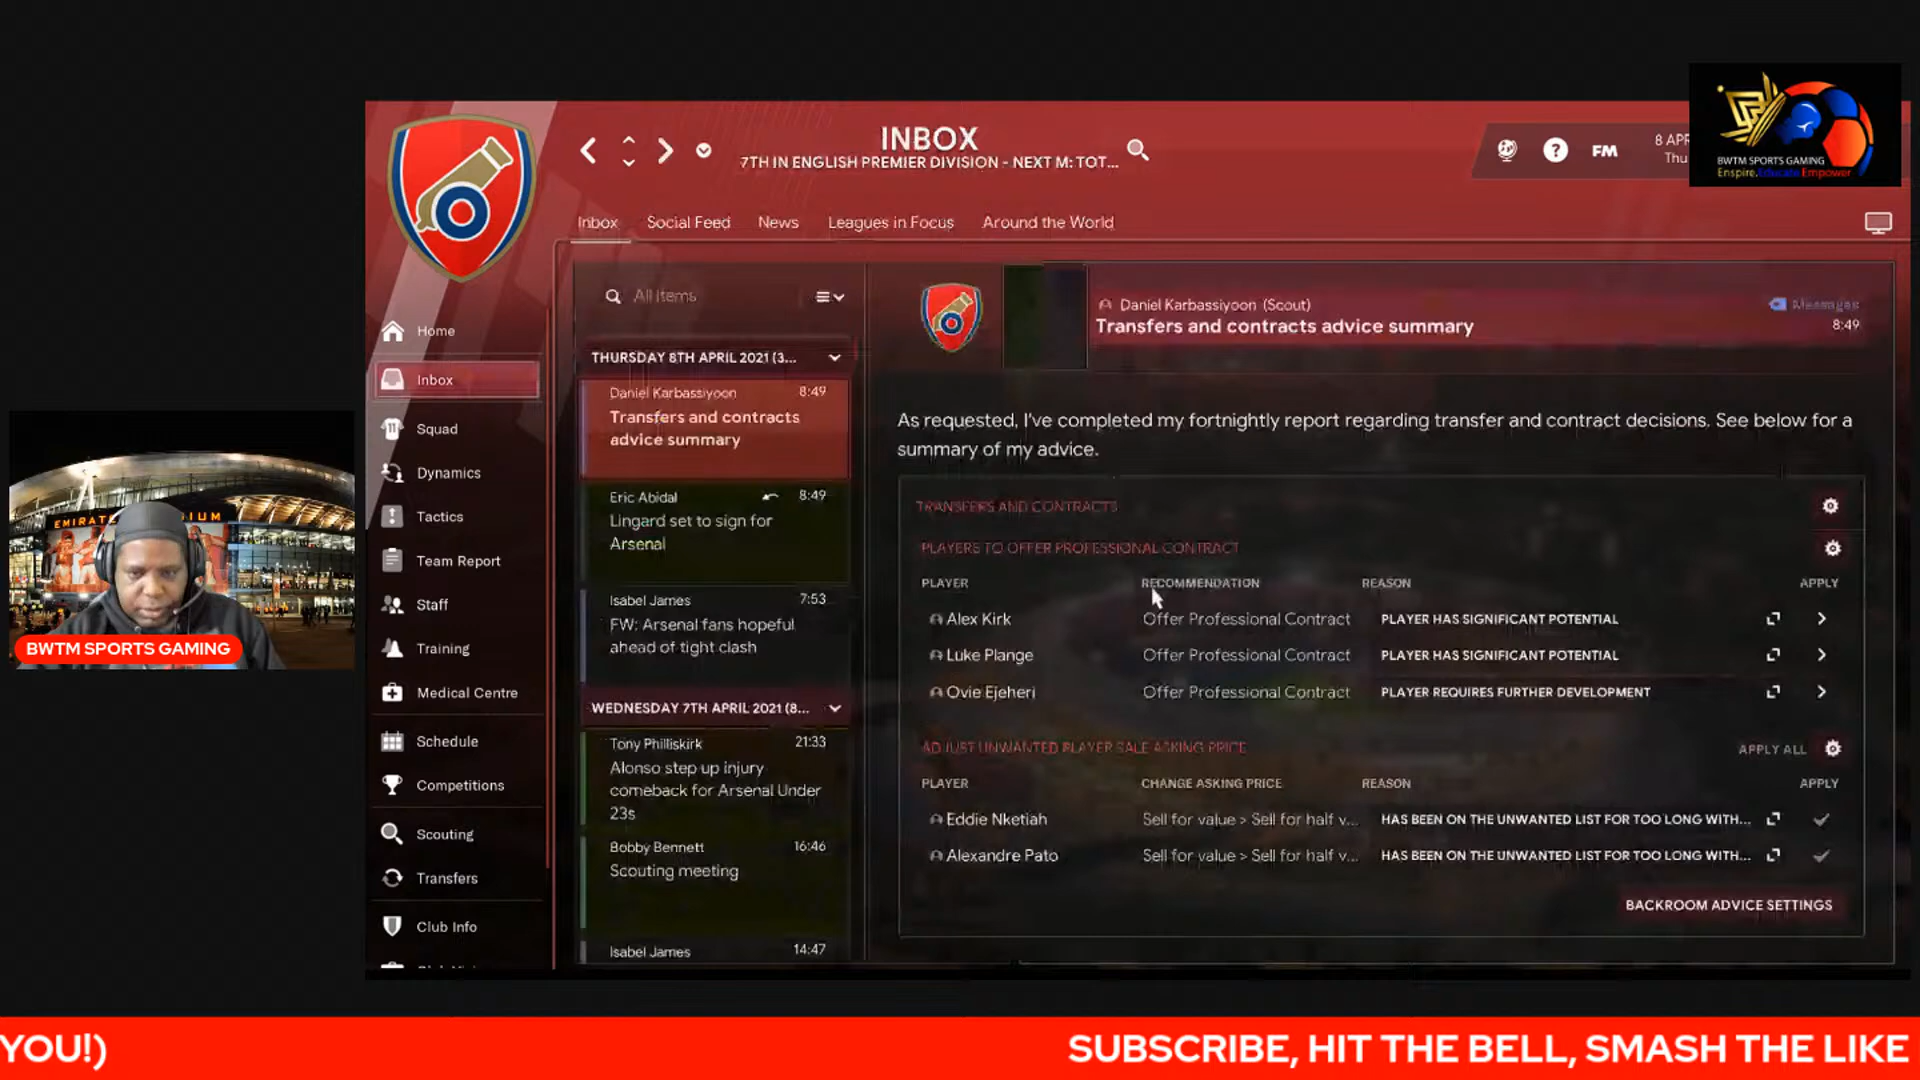 INBOX
7TH IN ENGLISH PREMIER DIVISION - NEXT M: TOT...
FM
8 APR
Thu
BWTM SPORTS GAMING
Enspire.Educate.Empower
Inbox
Social Feed
News
Leagues in Focus
Around the World
Home
Inbox
Squad
Dynamics
Tactics
Team Report
Staff
Training
Medical Centre
Schedule
Competitions
Scouting
Transfers
Club Info
All Items
THURSDAY 8TH APRIL 2021 (3...
Daniel Karbassiyoon 8:49
Transfers and contracts
advice summary
Eric Abidal 8:49
Lingard set to sign for
Arsenal
Isabel James 7:53
FW: Arsenal fans hopeful
ahead of tight clash
WEDNESDAY 7TH APRIL 2021 (8...
Tony Philliskirk 21:33
Alonso step up injury
comeback for Arsenal Under
23s
Bobby Bennett 16:46
Scouting meeting
Isabel James 14:47
Daniel Karbassiyoon (Scout)
Messages
Transfers and contracts advice summary
8:49
As requested, I've completed my fortnightly report regarding transfer and contract decisions. See below for a
summary of my advice.
TRANSFERS AND CONTRACTS
PLAYERS TO OFFER PROFESSIONAL CONTRACT
PLAYER RECOMMENDATION REASON APPLY
Alex Kirk Offer Professional Contract PLAYER HAS SIGNIFICANT POTENTIAL
Luke Plange Offer Professional Contract PLAYER HAS SIGNIFICANT POTENTIAL
Ovie Ejeheri Offer Professional Contract PLAYER REQUIRES FURTHER DEVELOPMENT
ADJUST UNWANTED PLAYER SALE ASKING PRICE APPLY ALL
PLAYER CHANGE ASKING PRICE REASON APPLY
Eddie Nketiah Sell for value > Sell for half v... HAS BEEN ON THE UNWANTED LIST FOR TOO LONG WITH...
Alexandre Pato Sell for value > Sell for half v... HAS BEEN ON THE UNWANTED LIST FOR TOO LONG WITH...
BACKROOM ADVICE SETTINGS
BWTM SPORTS GAMING
YOU!) SUBSCRIBE, HIT THE BELL, SMASH THE LIKE